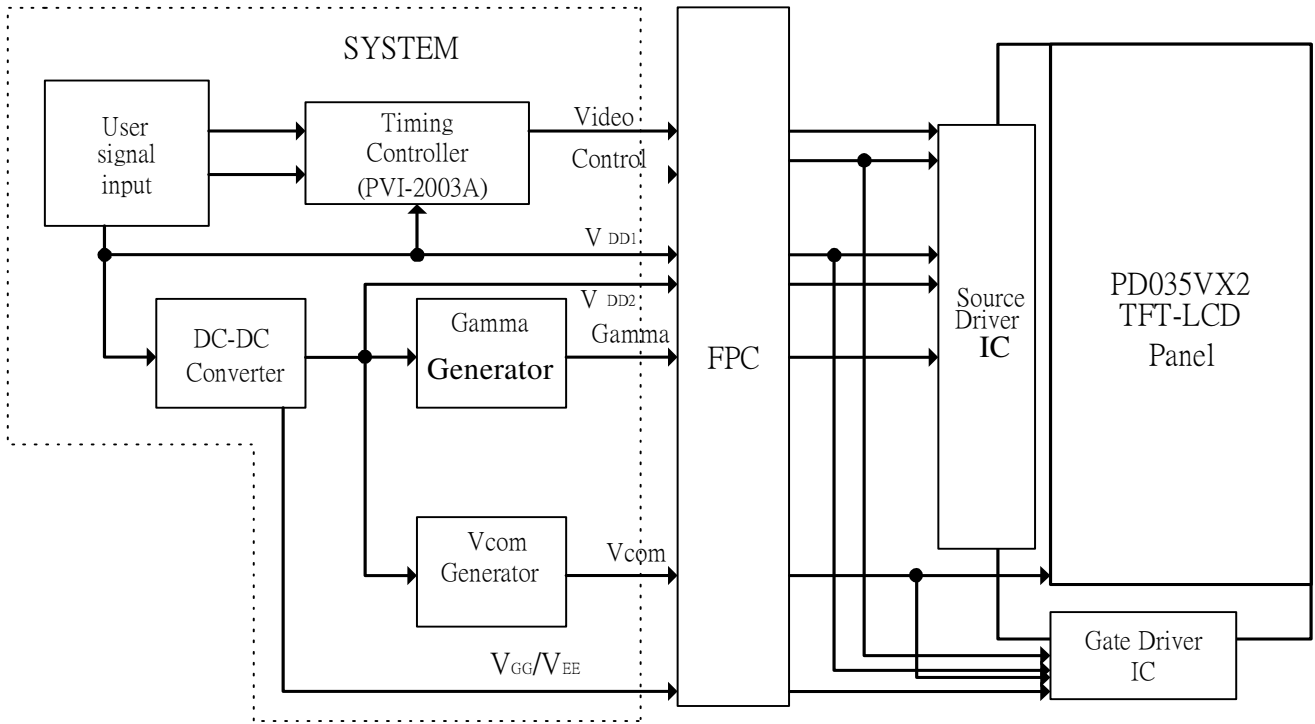 SYSTEM
User
signal
input
Timing
Controller
(PVI-2003A)
Video
Control
V DD1
V DD2
DC-DC
Converter
Gamma
Generator
Gamma
Vcom
Generator
Vcom
VGG/VEE
FPC
Source
Driver
IC
PD035VX2
TFT-LCD
Panel
Gate Driver
IC